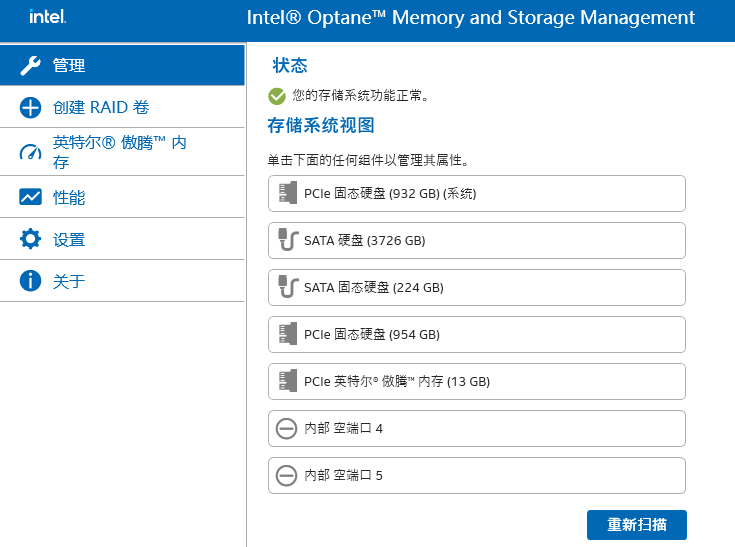 intel.
Intel® Optane™ Memory and Storage Management
管理
创建 RAID 卷
英特尔® 傲腾™ 内
存
性能
设置
关于
状态
您的存储系统功能正常。
存储系统视图
单击下面的任何组件以管理其属性。
PCIe 固态硬盘 (932 GB) (系统)
SATA 硬盘 (3726 GB)
SATA 固态硬盘 (224 GB)
PCIe 固态硬盘 (954 GB)
PCIe 英特尔® 傲腾™ 内存 (13 GB)
内部 空端口 4
内部 空端口 5
重新扫描